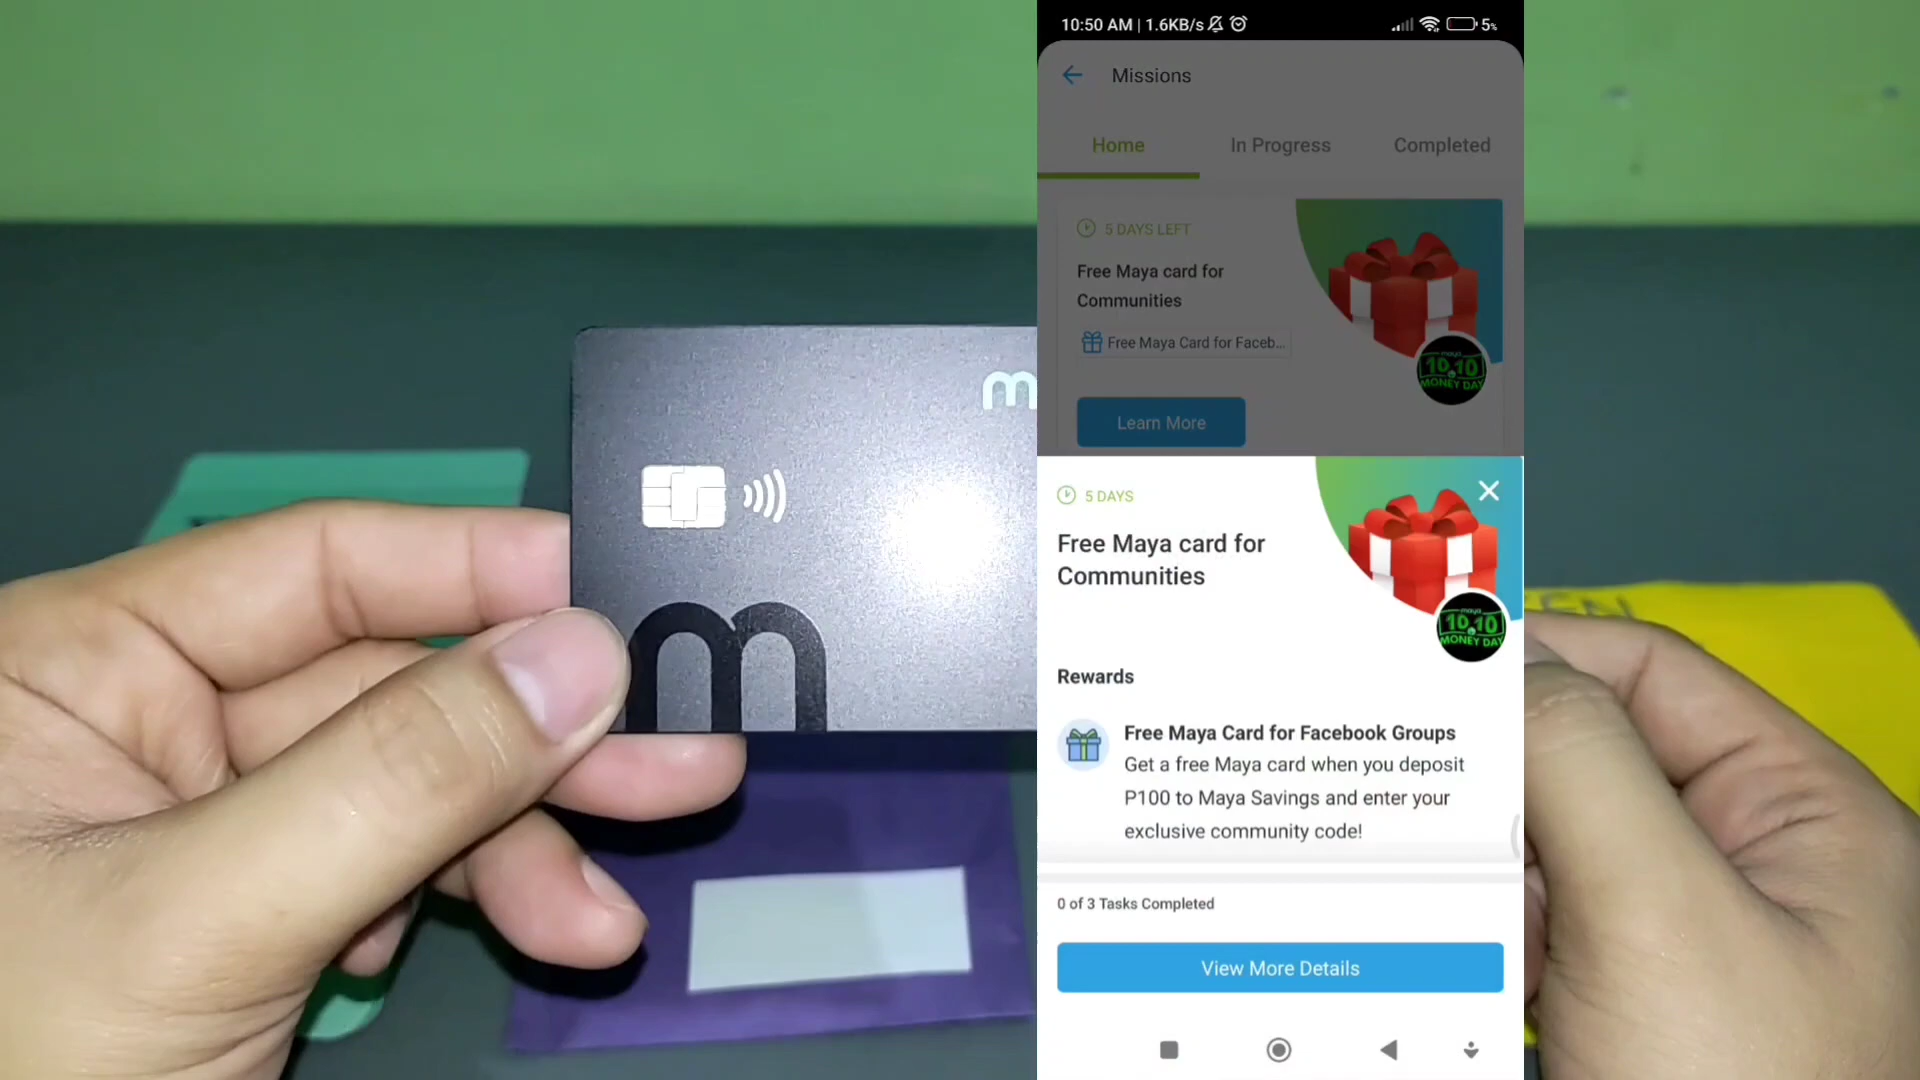 10:50 AM | 1.6KB/s
5%
Missions
Home
In Progress
Completed
5 DAYS LEFT
Free Maya card for
Communities
Free Maya Card for Faceb...
maya
10.10
MONEY DAY
Learn More
5 DAYS
Free Maya card for
Communities
maya
10.10
MONEY DAY
Rewards
Free Maya Card for Facebook Groups
Get a free Maya card when you deposit
P100 to Maya Savings and enter your
exclusive community code!
0 of 3 Tasks Completed
View More Details
m
m